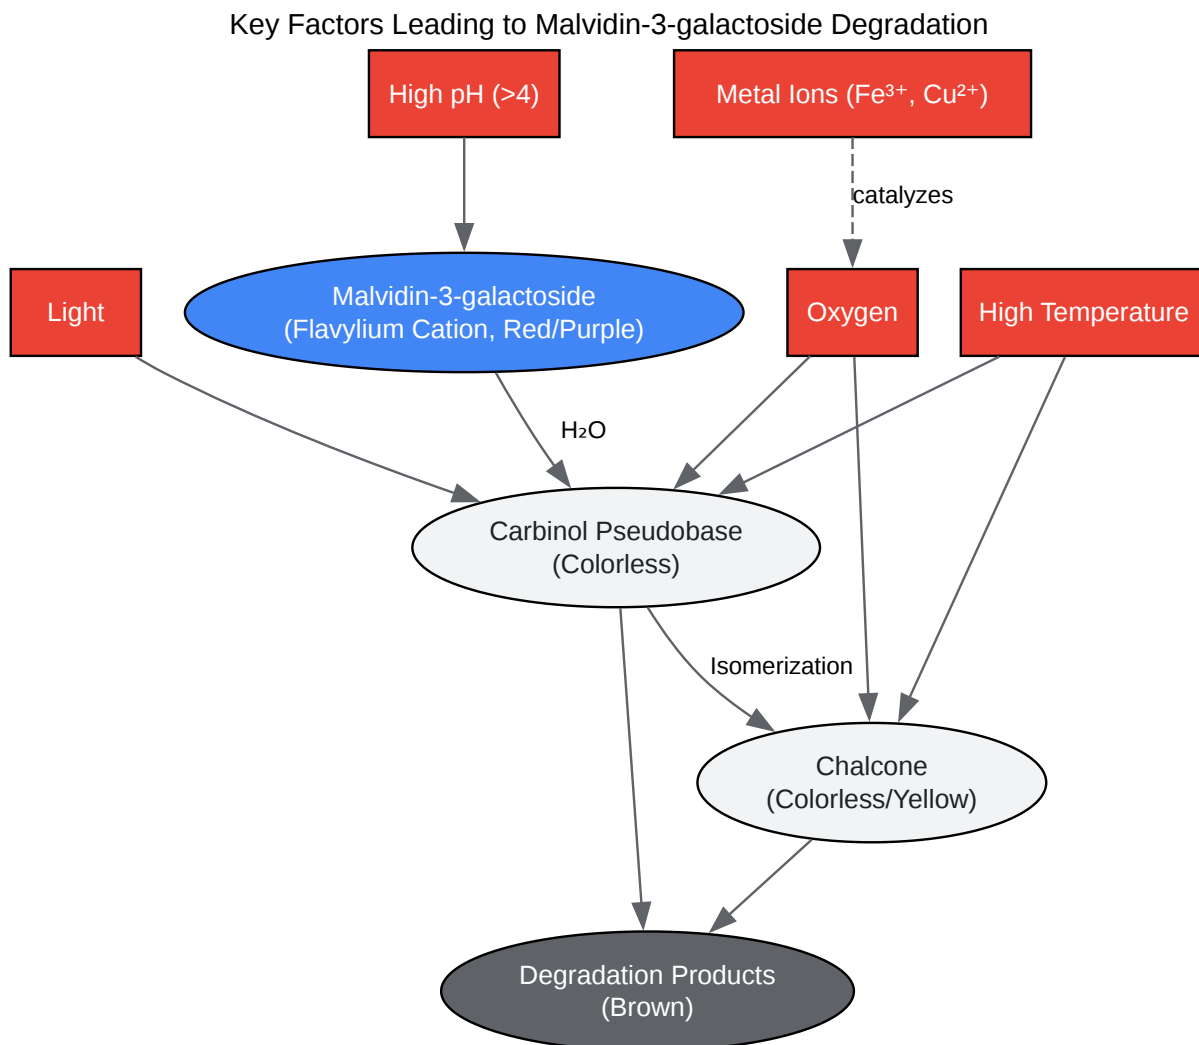 Key Factors Leading to Malvidin-3-galactoside Degradation
High pH (>4)
Metal Ions (Fe³⁺, Cu²⁺)
catalyzes
Light
Malvidin-3-galactoside
(Flavylium Cation, Red/Purple)
Oxygen
High Temperature
H₂O
Carbinol Pseudobase
(Colorless)
Isomerization
Chalcone
(Colorless/Yellow)
Degradation Products
(Brown)